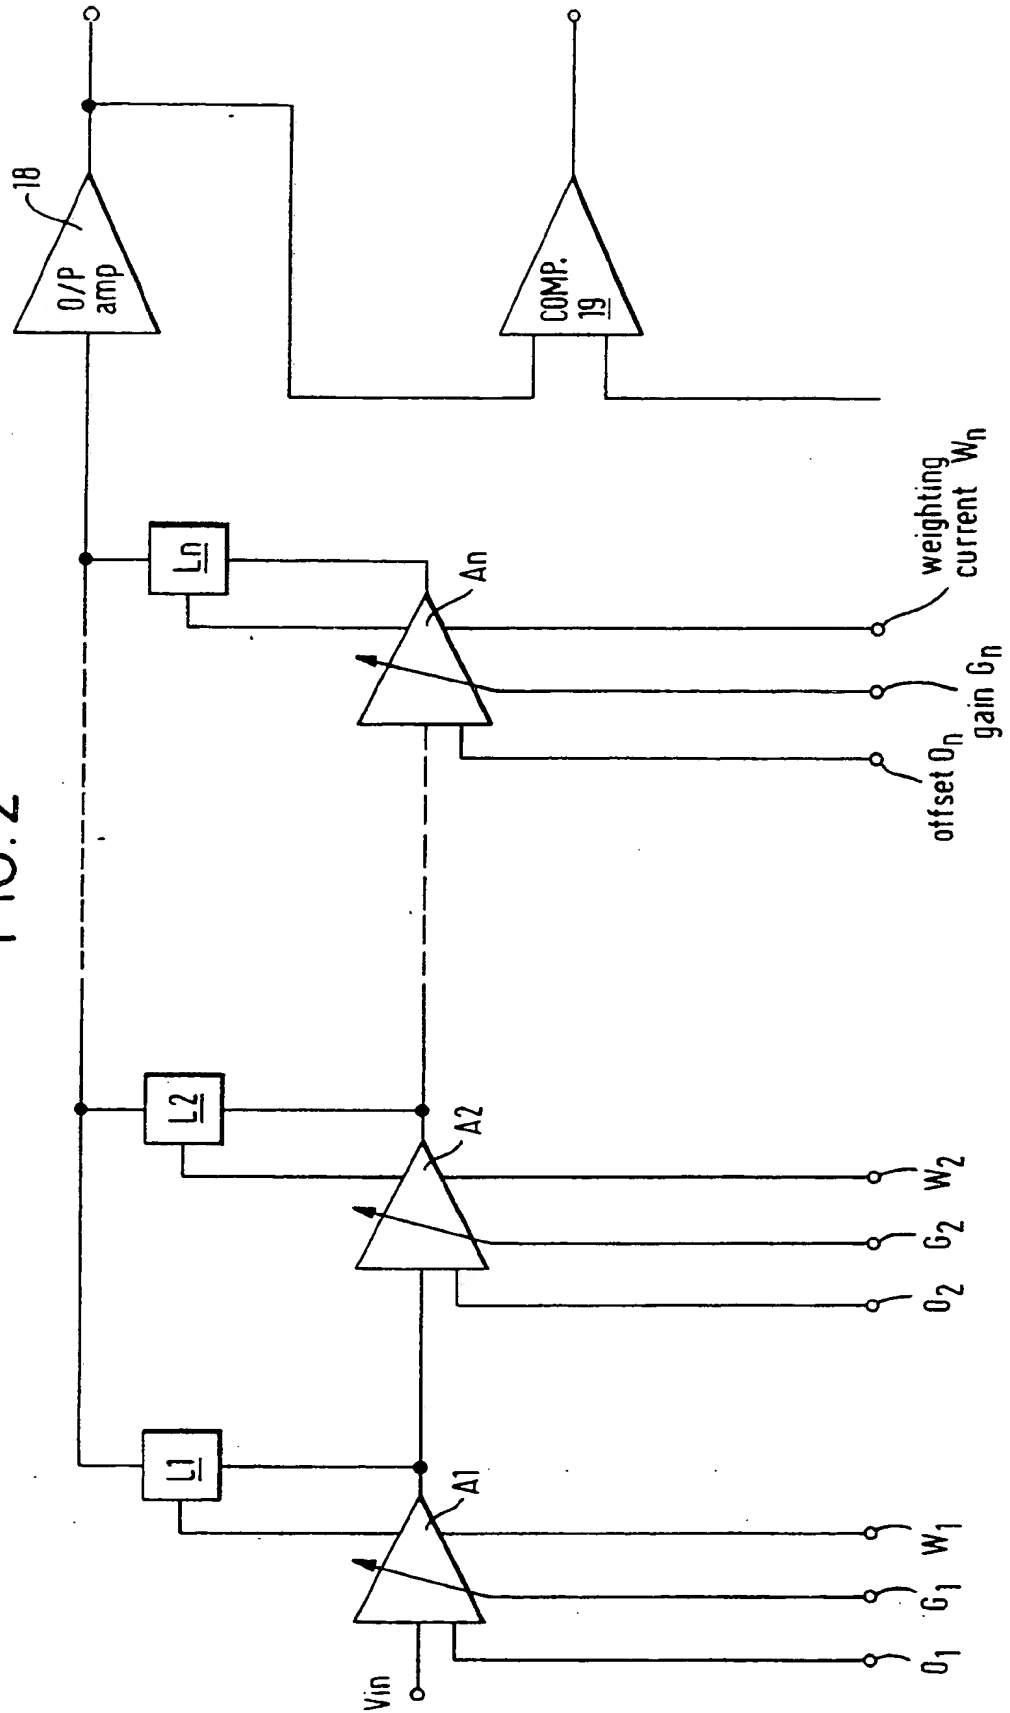 FIG. 2
18
O/P
amp
COMP.
19
L1
L2
Ln
A1
A2
An
Vin
O1
G1
W1
O2
G2
W2
offset On
gain Gn
weighting
current Wn